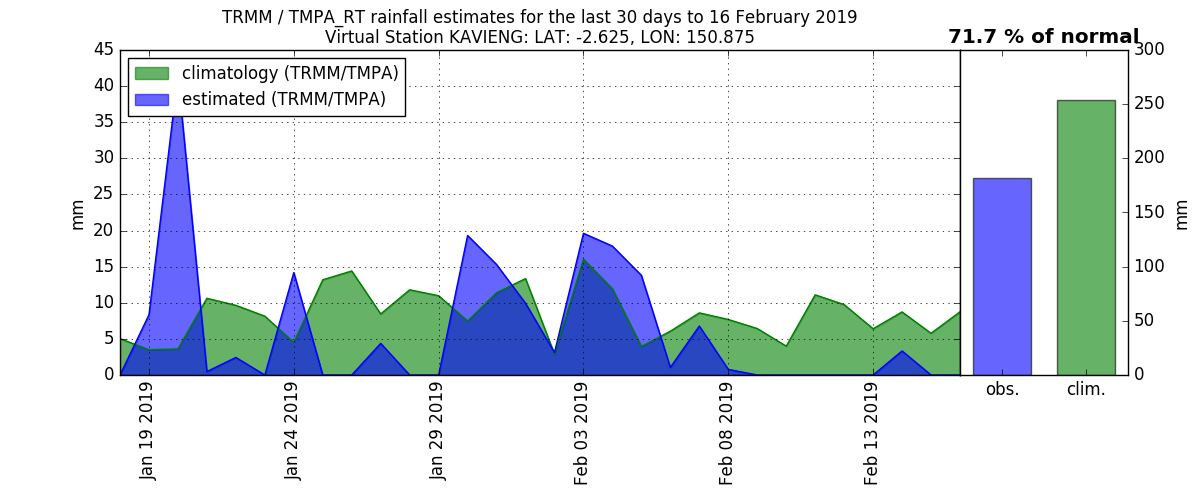 TRMM / TMPA_RT rainfall estimates for the last 30 days to 16 February 2019
Virtual Station KAVIENG: LAT: -2.625, LON: 150.875
71.7 % of normal
climatology (TRMM/TMPA)
estimated (TRMM/TMPA)
45
40
35
30
25
20
15
10
5
0
mm
Jan 19 2019
Jan 24 2019
Jan 29 2019
Feb 03 2019
Feb 08 2019
Feb 13 2019
obs.
clim.
300
250
200
150
100
50
0
mm